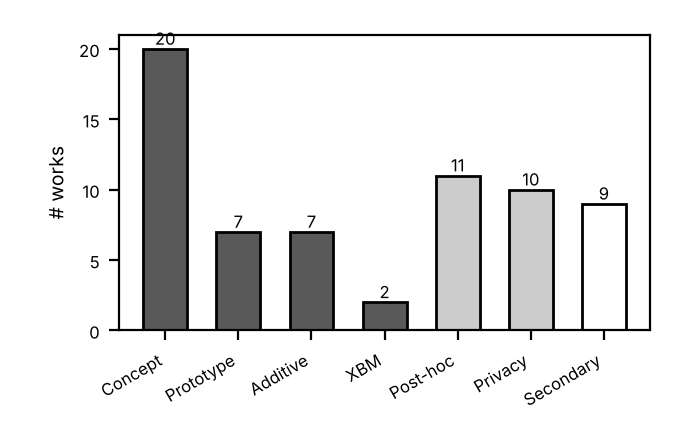 # works
20
15
10
5
0
20
7
7
2
11
10
9
Concept
Prototype
Additive
XBM
Post-hoc
Privacy
Secondary